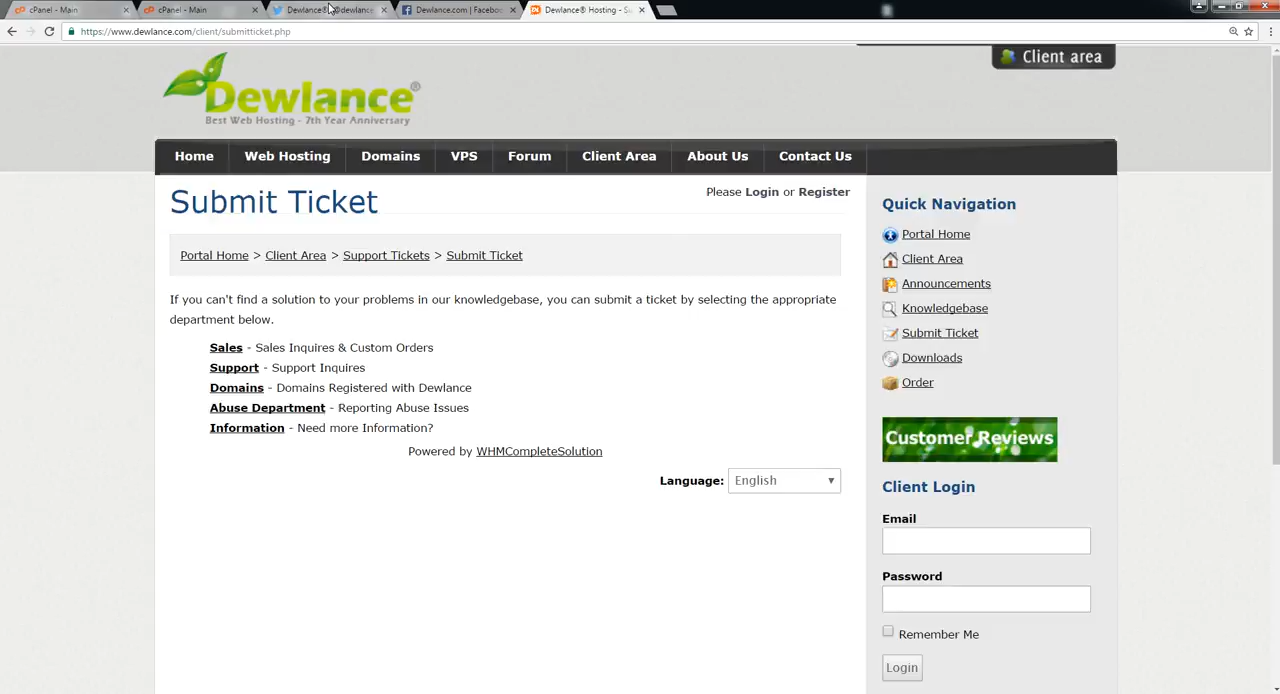 cPanel - Main
cPanel - Main
Dewlance® @dewlance
Dewlance.com | Facebo
Dewlance® Hosting - Su
https://www.dewlance.com/client/submitticket.php
Client area
Dewlance®
Best Web Hosting - 7th Year Anniversary
Home Web Hosting Domains VPS Forum Client Area About Us Contact Us
Submit Ticket
Please Login or Register
Portal Home > Client Area > Support Tickets > Submit Ticket
If you can't find a solution to your problems in our knowledgebase, you can submit a ticket by selecting the appropriate
department below.
Sales - Sales Inquires & Custom Orders
Support - Support Inquires
Domains - Domains Registered with Dewlance
Abuse Department - Reporting Abuse Issues
Information - Need more Information?
Powered by WHMCompleteSolution
Language: English
Quick Navigation
Portal Home
Client Area
Announcements
Knowledgebase
Submit Ticket
Downloads
Order
Customer Reviews
Client Login
Email
Password
Remember Me
Login